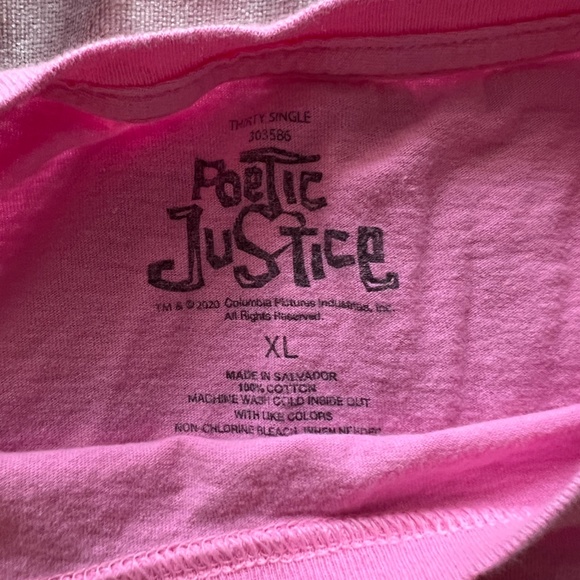 THIRTY SINGLE
J03586
POETIC
JUSTICE
TM & © 2020 Columbia Pictures Industries, Inc.
All Rights Reserved.
XL
MADE IN SALVADOR
100% COTTON
MACHINE WASH COLD INSIDE OUT
WITH LIKE COLORS
NON-CHLORINE BLEACH, WHEN NEEDED